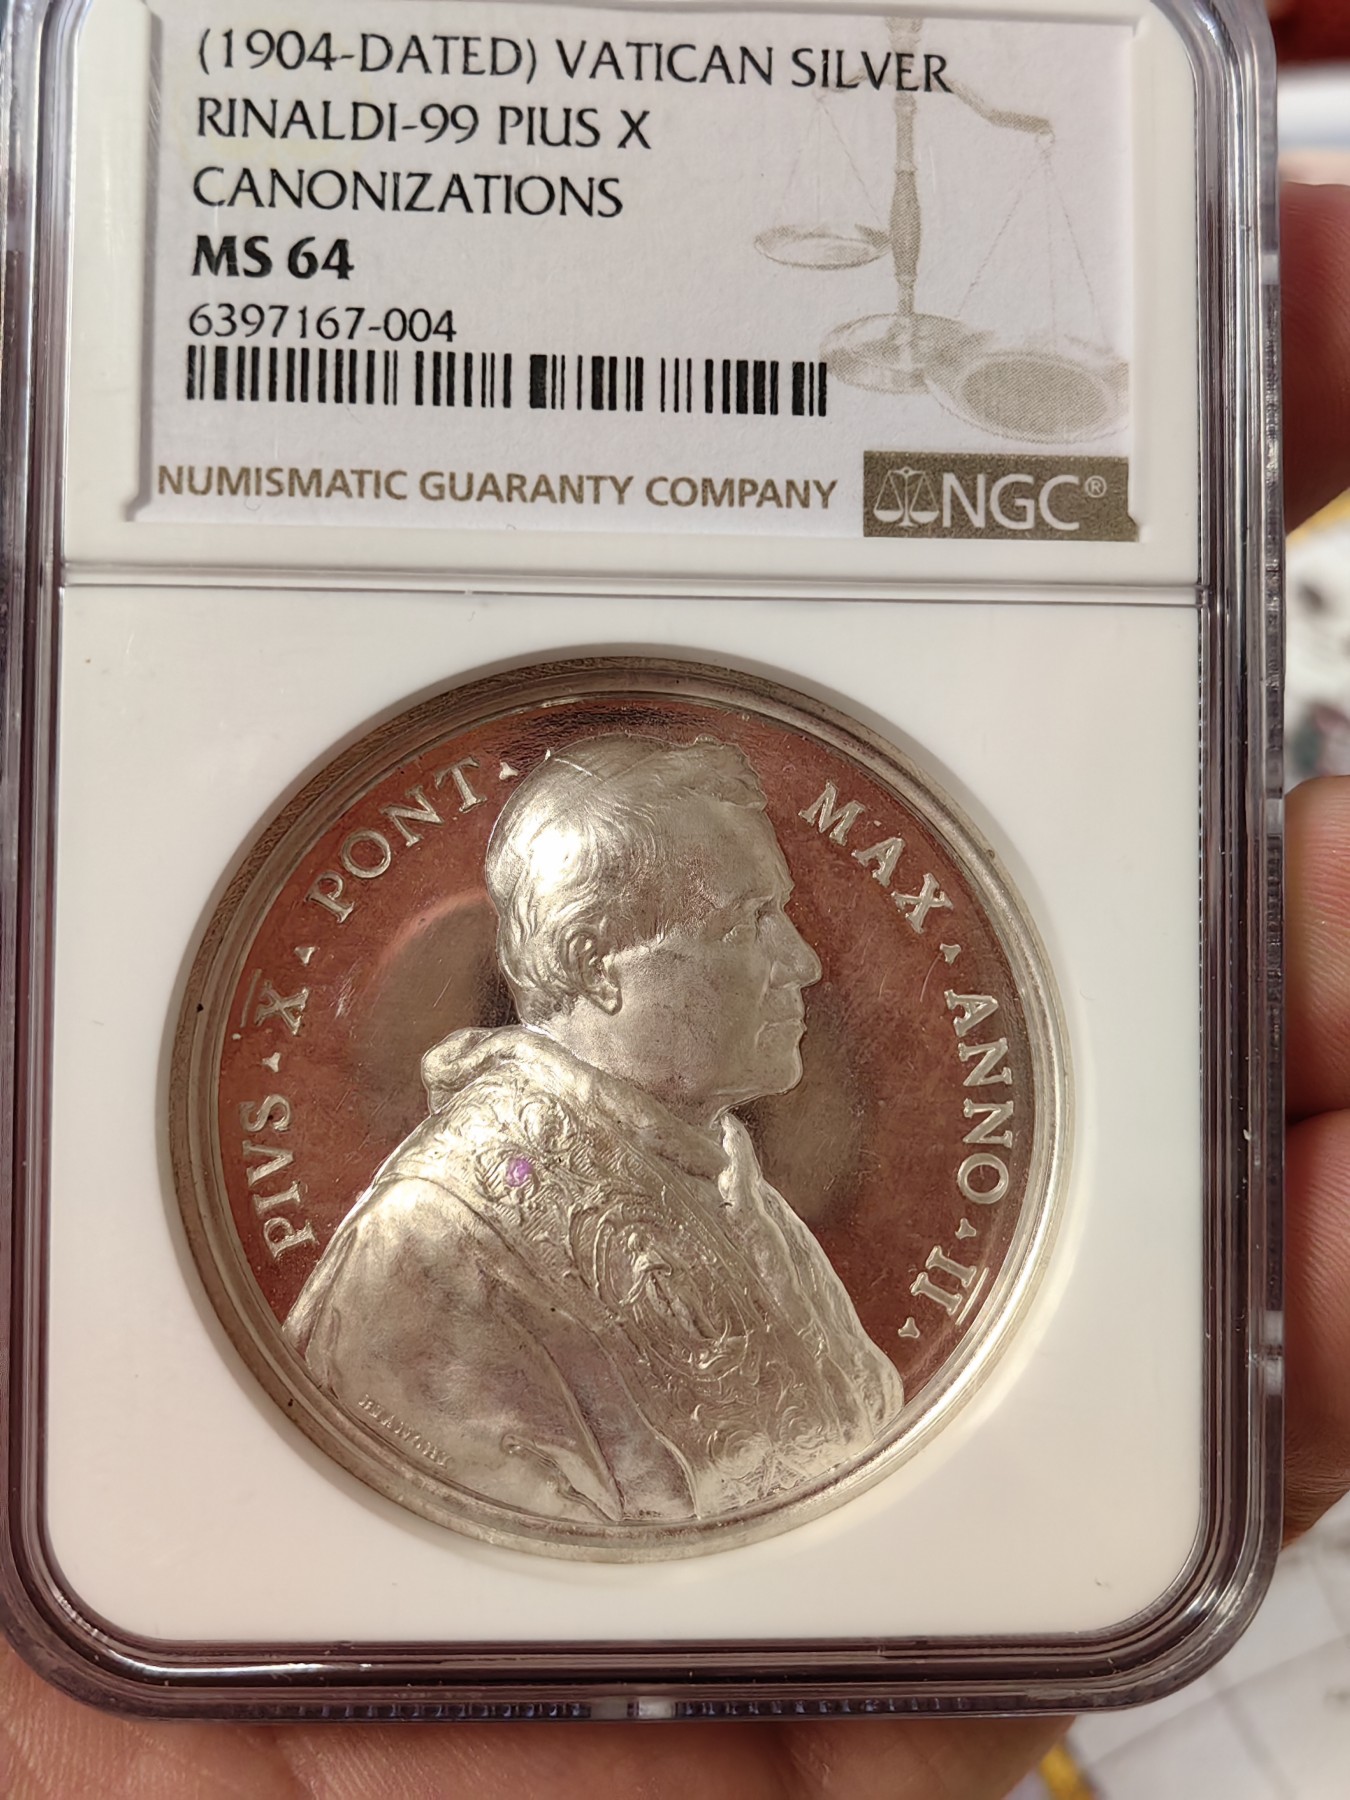 (1904-DATED) VATICAN SILVER
RINALDI-99 PIUS X
CANONIZATIONS
MS 64
6397167-004
NUMISMATIC GUARANTY COMPANY
NGC®
PIVS · X · PONT · MAX · ANNO · II ·
BIANCHI